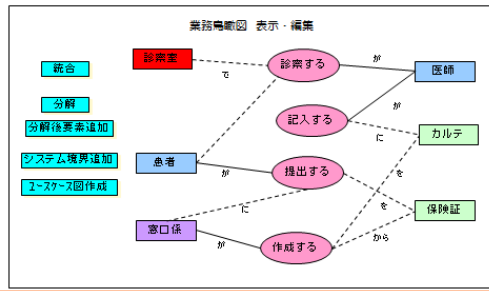 業務鳥瞰図 表示・編集
診察室
診察する
が
医師
統合
で
が
分解
記入する
分解後要素追加
に
カルテ
システム境界追加
患者
が
提出する
を
ユースケース図作成
に
を
保険証
窓口係
が
作成する
から